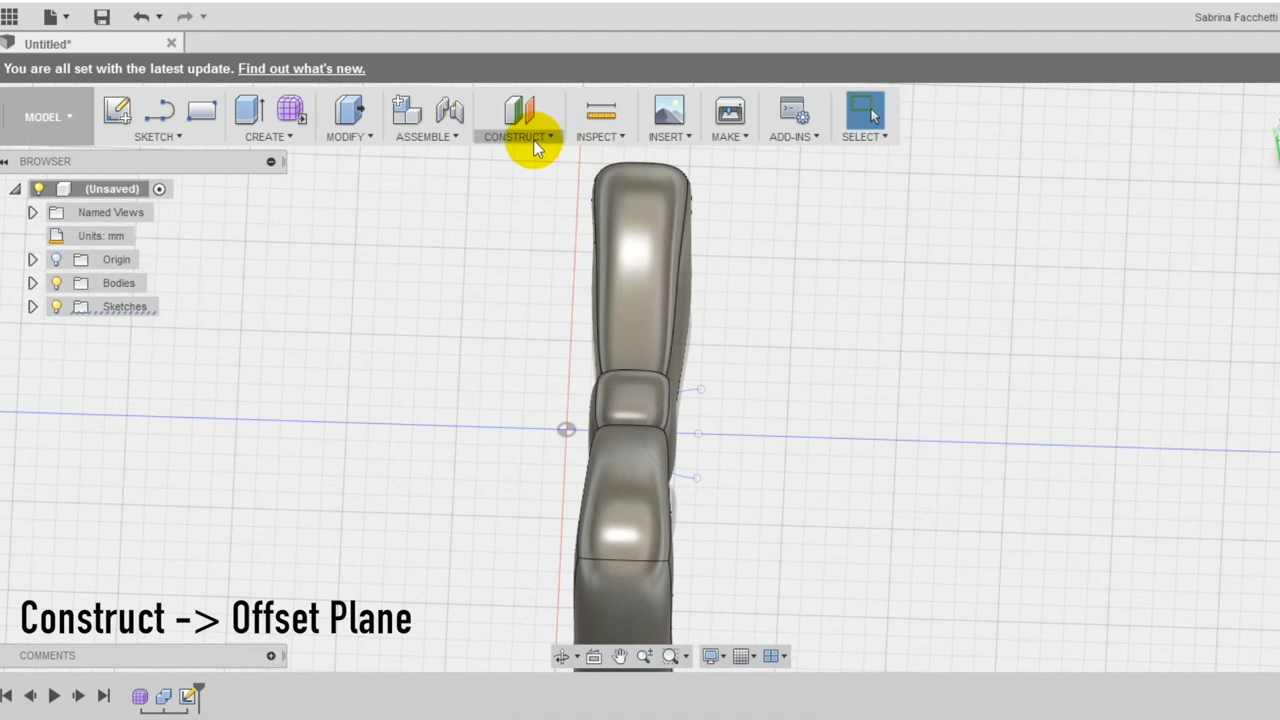 Sabrina Facchetti
Untitled*
You are all set with the latest update. Find out what's new.
MODEL
SKETCH
CREATE
MODIFY
ASSEMBLE
CONSTRUCT
INSPECT
INSERT
MAKE
ADD-INS
SELECT
BROWSER
(Unsaved)
Named Views
Units: mm
Origin
Bodies
Sketches
Construct -> Offset Plane
COMMENTS